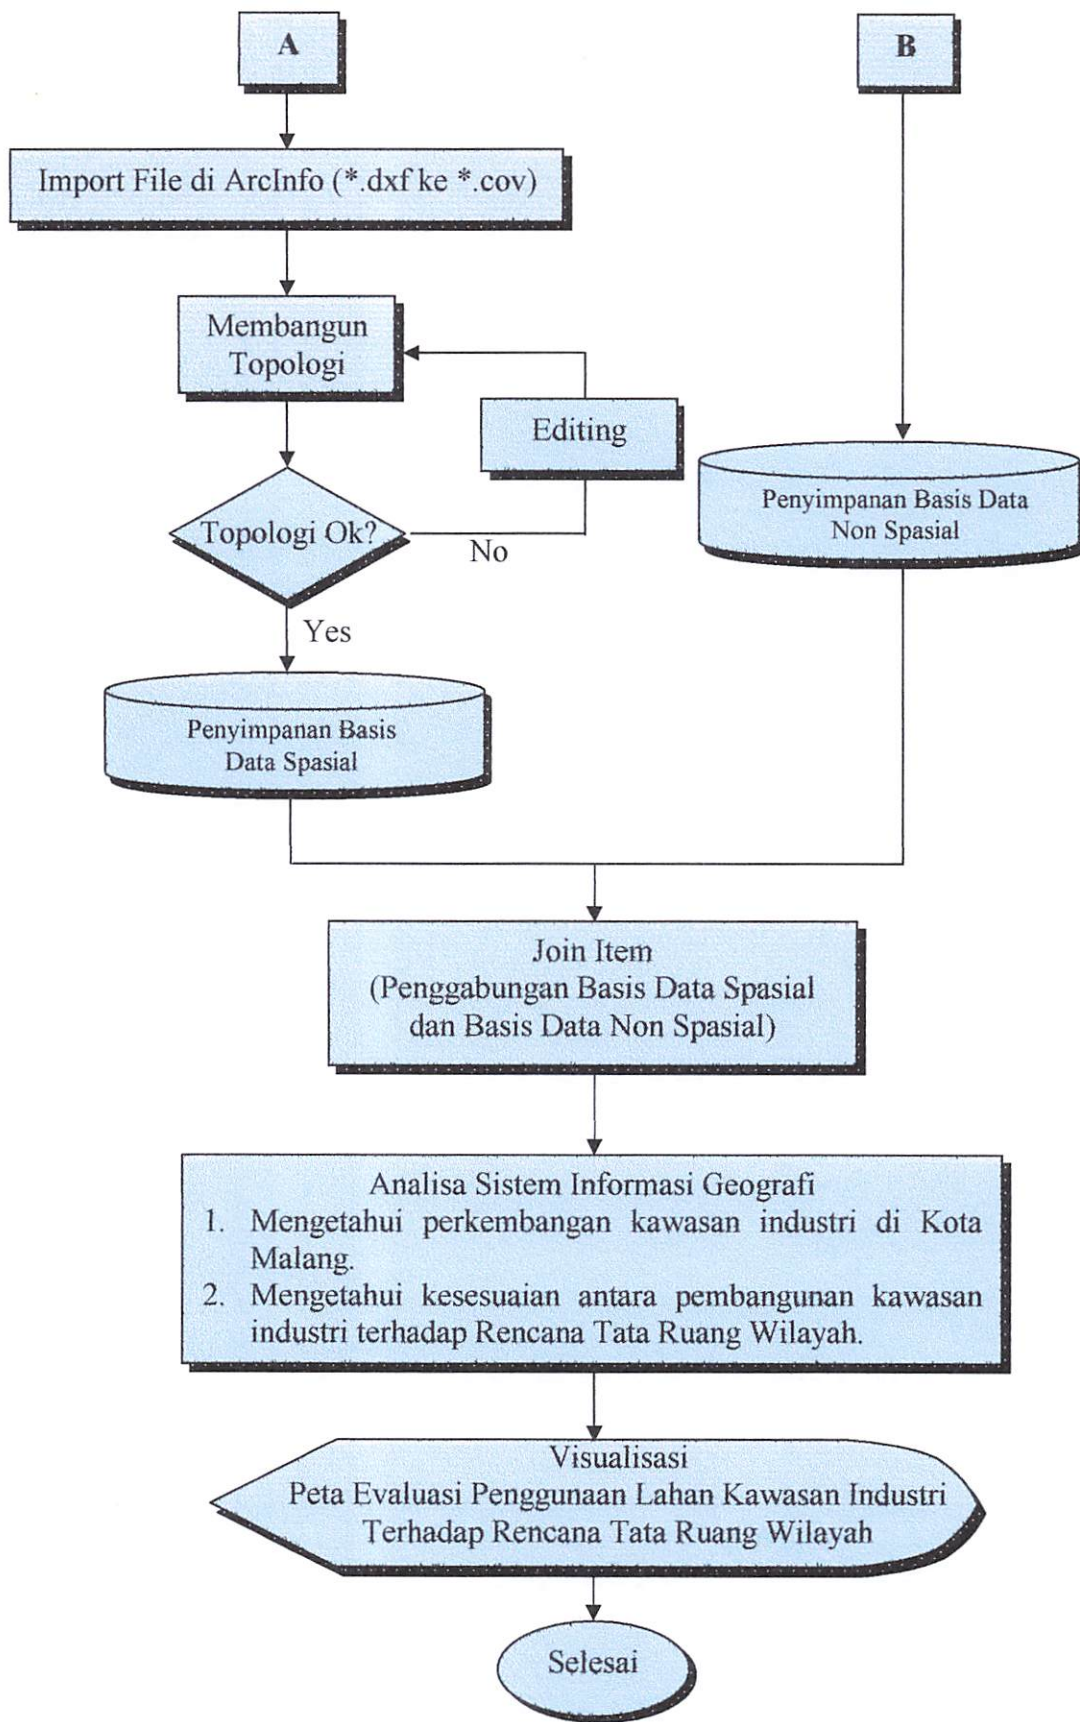 A
B
Import File di ArcInfo (*.dxf ke *.cov)
Membangun
Topologi
Editing
Penyimpanan Basis Data
Non Spasial
Topologi Ok?
No
Yes
Penyimpanan Basis
Data Spasial
Join Item
(Penggabungan Basis Data Spasial
dan Basis Data Non Spasial)
Analisa Sistem Informasi Geografi
1. Mengetahui perkembangan kawasan industri di Kota
Malang.
2. Mengetahui kesesuaian antara pembangunan kawasan
industri terhadap Rencana Tata Ruang Wilayah.
Visualisasi
Peta Evaluasi Penggunaan Lahan Kawasan Industri
Terhadap Rencana Tata Ruang Wilayah
Selesai